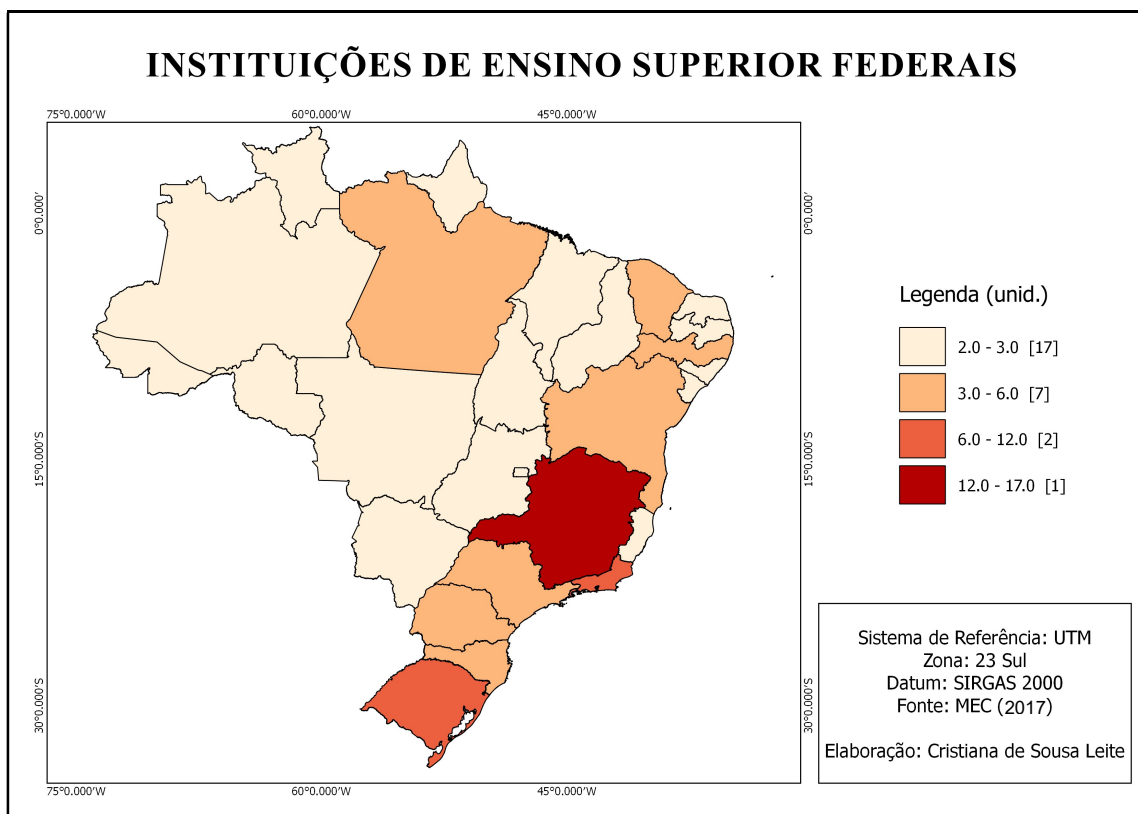 INSTITUIÇÕES DE ENSINO SUPERIOR FEDERAIS
75°0.000'W 60°0.000'W 45°0.000'W
0°0.000' 0°0.000'
15°0.000'S 15°0.000'S
30°0.000'S 30°0.000'S
75°0.000'W 60°0.000'W 45°0.000'W
Legenda (unid.)
2.0 - 3.0 [17]
3.0 - 6.0 [7]
6.0 - 12.0 [2]
12.0 - 17.0 [1]
Sistema de Referência: UTM
Zona: 23 Sul
Datum: SIRGAS 2000
Fonte: MEC (2017)
Elaboração: Cristiana de Sousa Leite